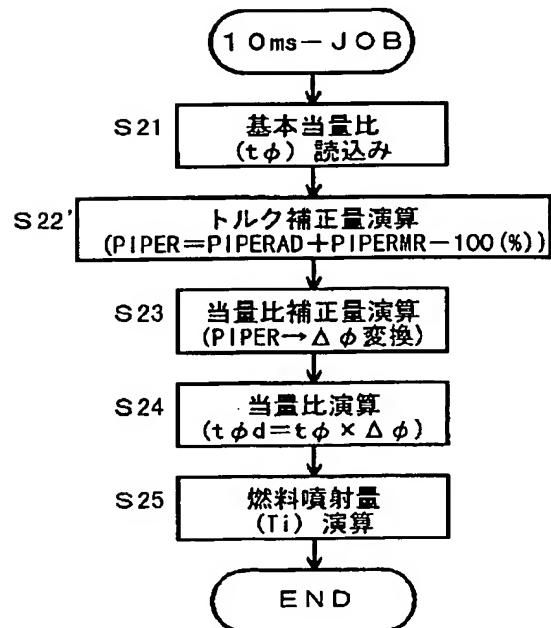 10ms-JOB
S21
基本当量比
(tφ) 読込み
S22'
トルク補正量演算
(PIPER=PIPERAD+PIPERMR-100(%))
S23
当量比補正量演算
(PIPER→Δφ変換)
S24
当量比演算
(tφd=tφ×Δφ)
S25
燃料噴射量
(Ti) 演算
END